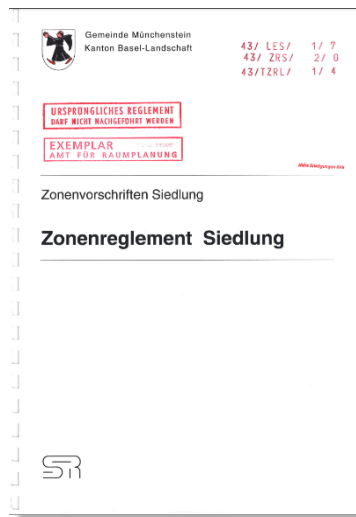 Gemeinde Münchenstein
Kanton Basel-Landschaft
43/ LES/ 1/ 7
43/ ZRS/ 2/ 0
43/TZRL/ 1/ 4
URSPRÜNGLICHES REGLEMENT
DARF NICHT NACHGEFÜHRT WERDEN
EXEMPLAR
AMT FÜR RAUMPLANUNG
Zonenvorschriften Siedlung
Zonenreglement Siedlung